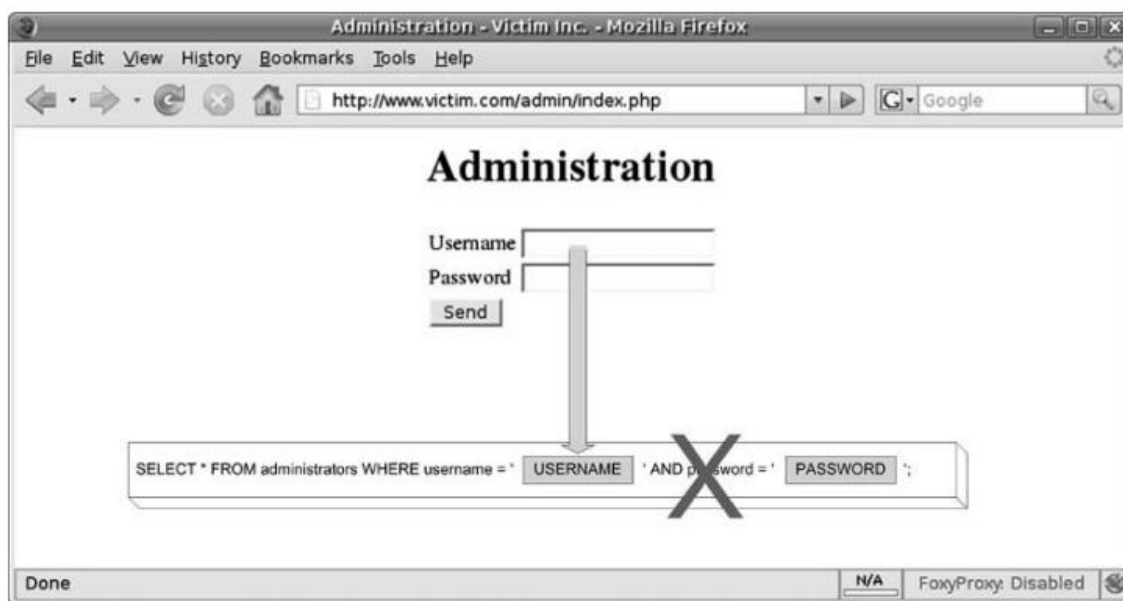 Administration - Victim Inc. - Mozilla Firefox
File Edit View History Bookmarks Tools Help
http://www.victim.com/admin/index.php G Google
Administration
Username
Password
Send
SELECT * FROM administrators WHERE username = ' USERNAME ' AND password = ' PASSWORD ';
X
Done N/A FoxyProxy: Disabled